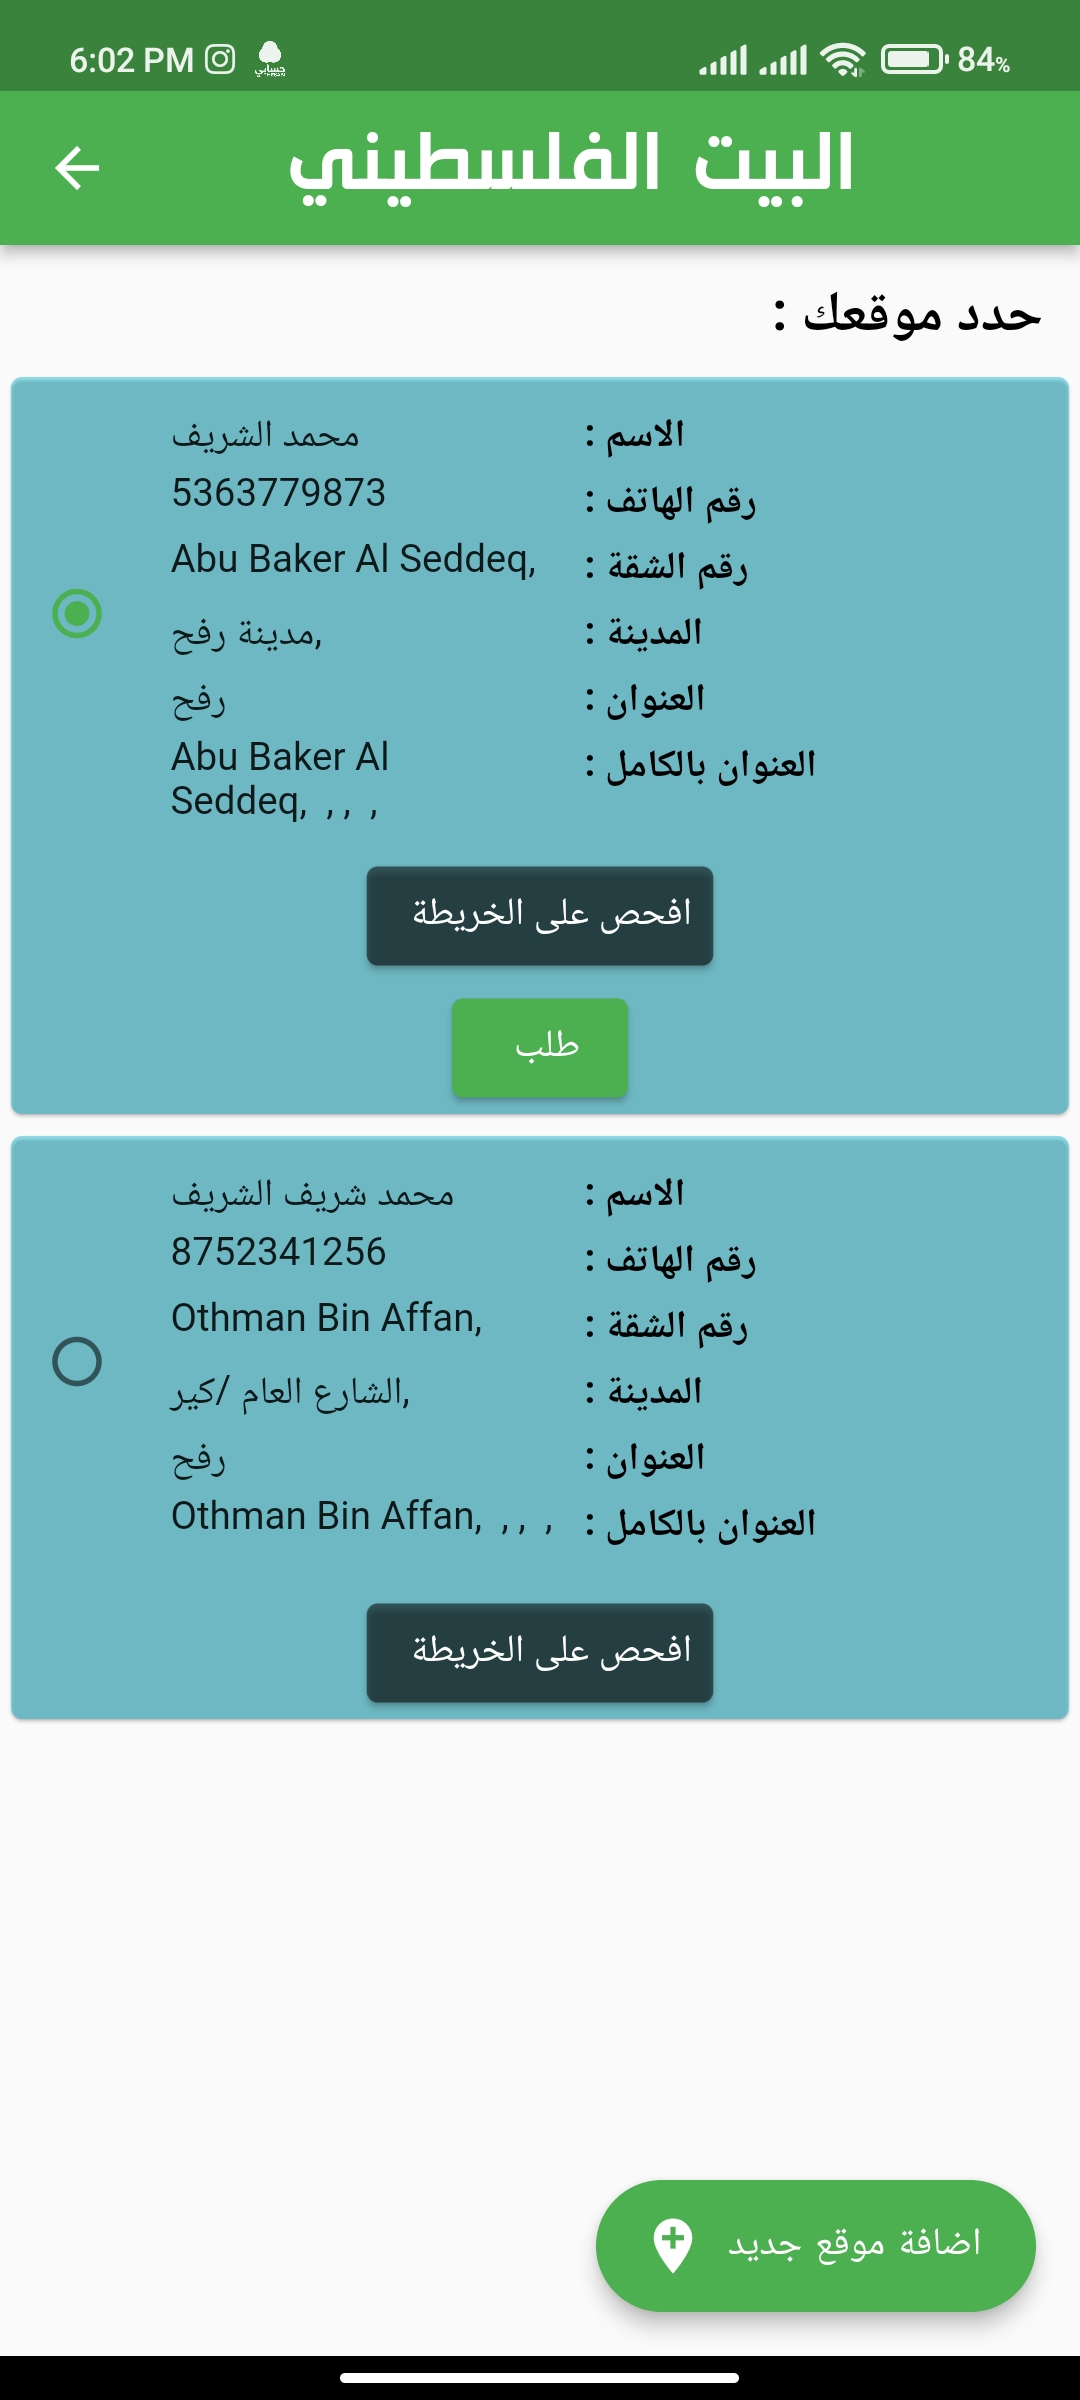 6:02 PM حسابي 84%
البيت الفلسطيني
حدد موقعك :
الاسم : محمد الشريف
رقم الهاتف : 5363779873
رقم الشقة : Abu Baker Al Seddeq,
المدينة : مدينة رفح,
العنوان : رفح
العنوان بالكامل : Abu Baker Al
Seddeq, , , ,
افحص على الخريطة
طلب
الاسم : محمد شريف الشريف
رقم الهاتف : 8752341256
رقم الشقة : Othman Bin Affan,
المدينة : الشارع العام /كير,
العنوان : رفح
العنوان بالكامل : Othman Bin Affan, , , ,
افحص على الخريطة
اضافة موقع جديد